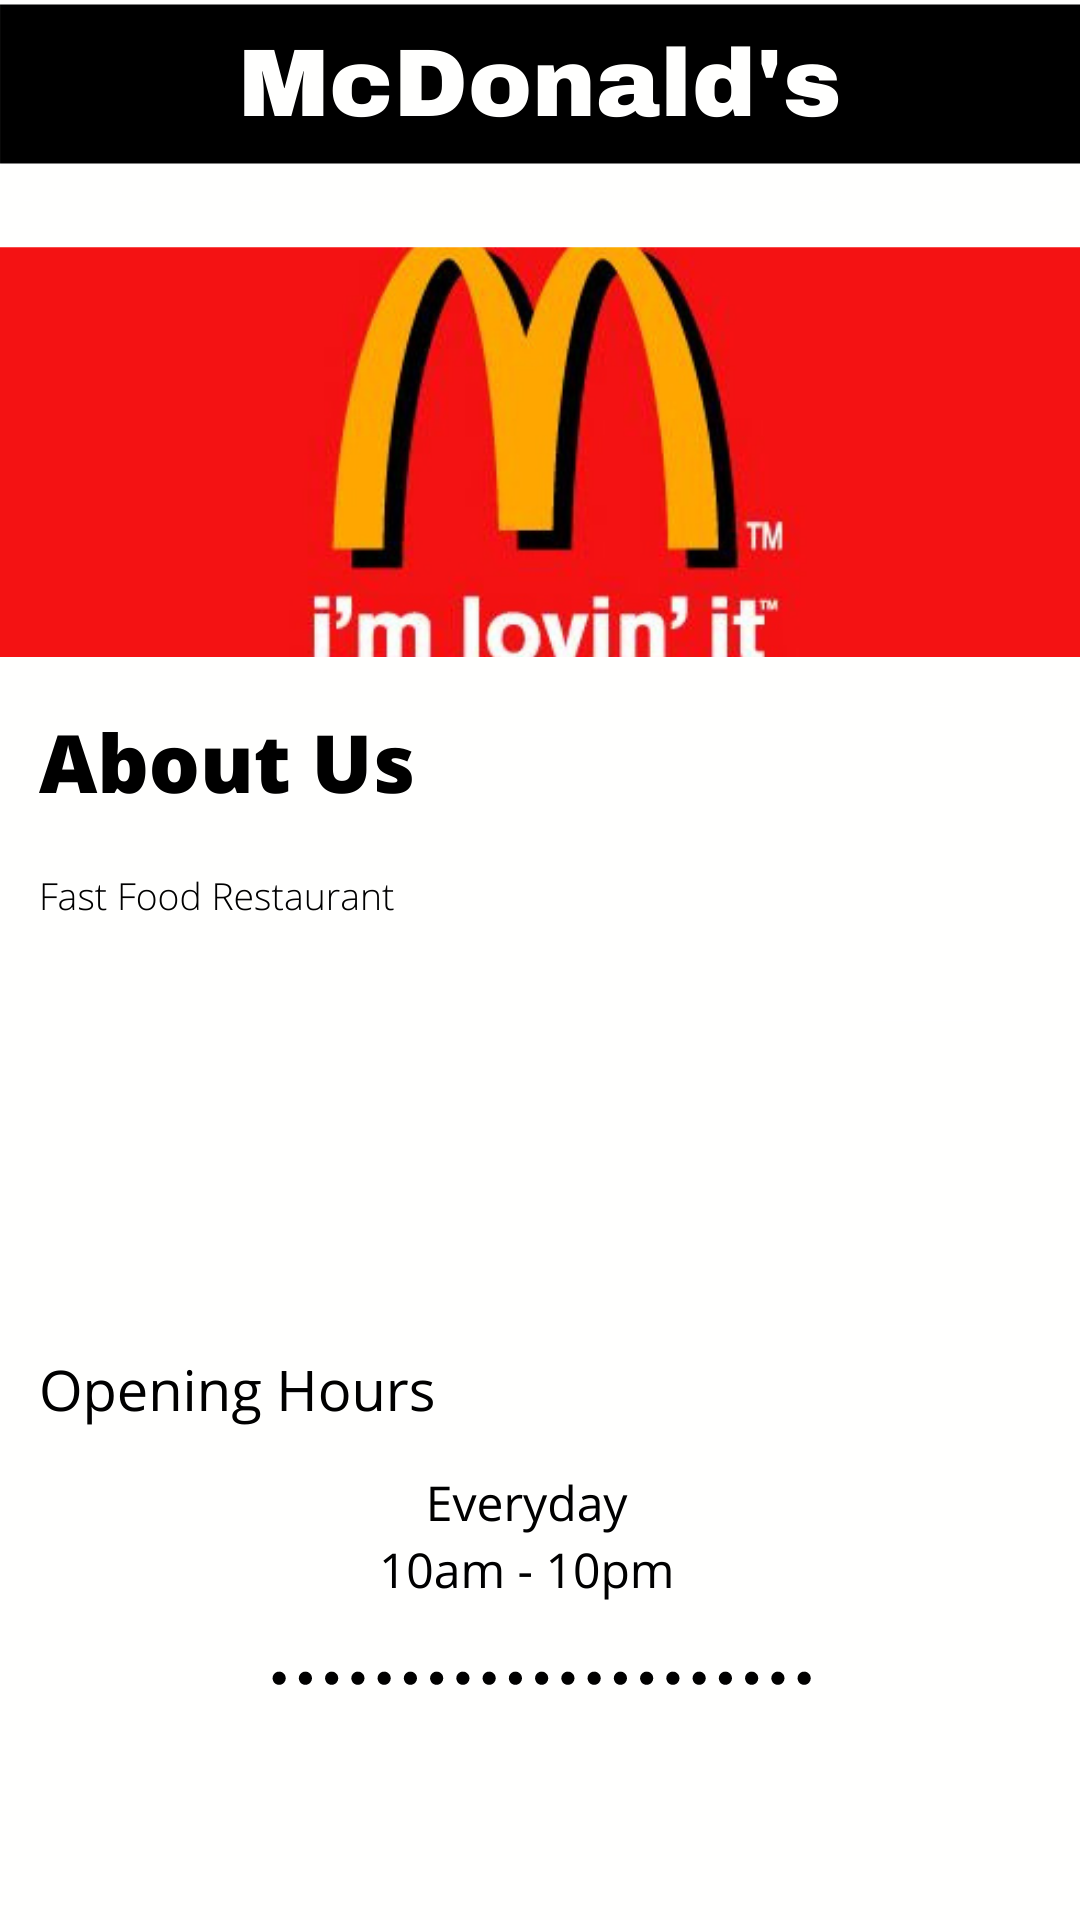 McDonald's
TM
i'm lovin' it™
About Us
Fast Food Restaurant
Opening Hours
Everyday
10am - 10pm